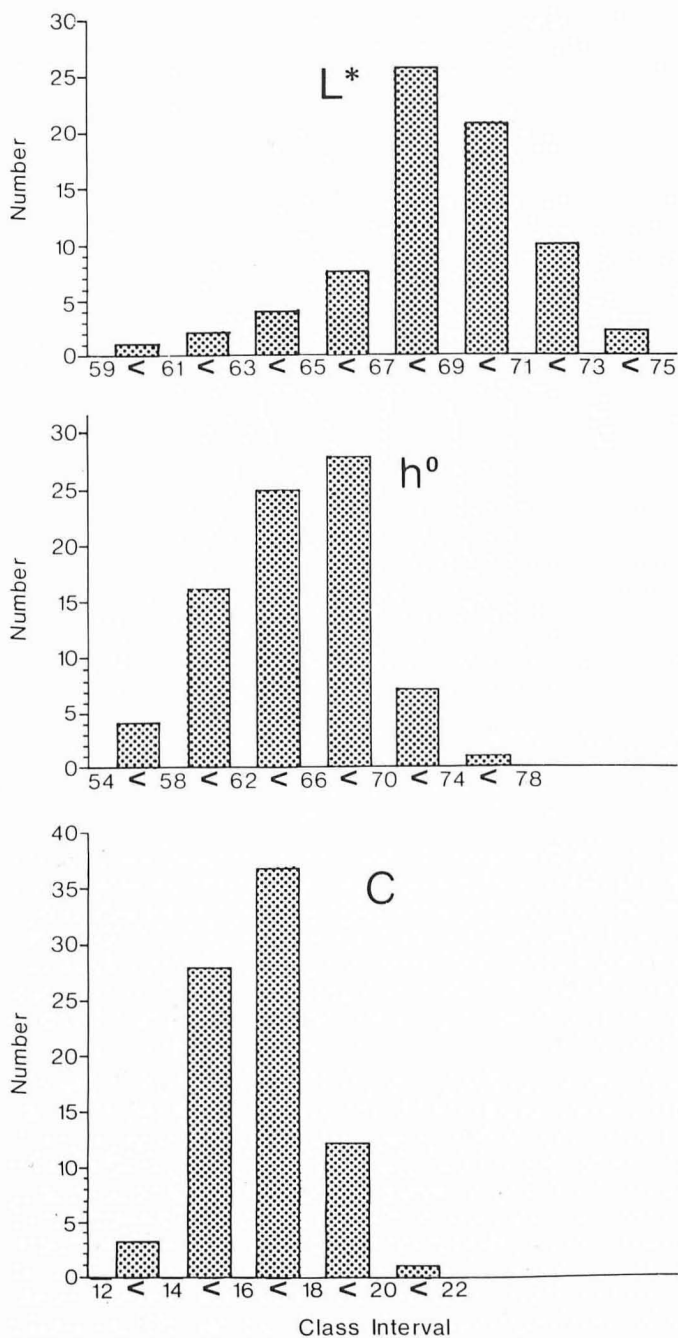 30
25
20
15
10
5
0
Number
L*
59 < 61 < 63 < 65 < 67 < 69 < 71 < 73 < 75
30
25
20
15
10
5
0
Number
h⁰
54 < 58 < 62 < 66 < 70 < 74 < 78
40
35
30
25
20
15
10
5
0
Number
C
12 < 14 < 16 < 18 < 20 < 22
Class Interval